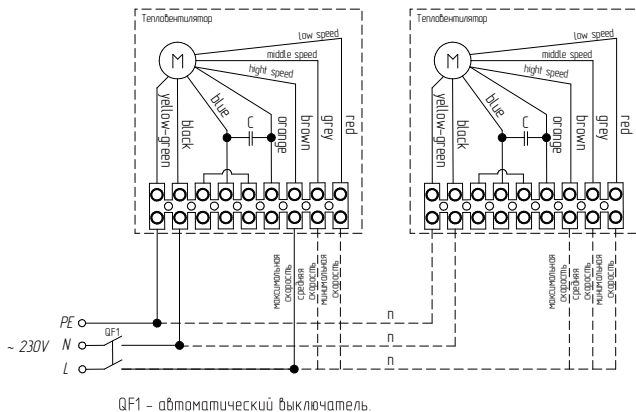 Тепловентилятор
M
low speed
middle speed
hight speed
yellow-green
black
blue
C
orange
brown
grey
red
максимальная скорость
средняя скорость
минимальная скорость
Тепловентилятор
M
low speed
middle speed
hight speed
yellow-green
black
blue
C
orange
brown
grey
red
максимальная скорость
средняя скорость
минимальная скорость
PE
n
~ 230V
QF1
N
n
L
n
QF1 - автоматический выключатель.